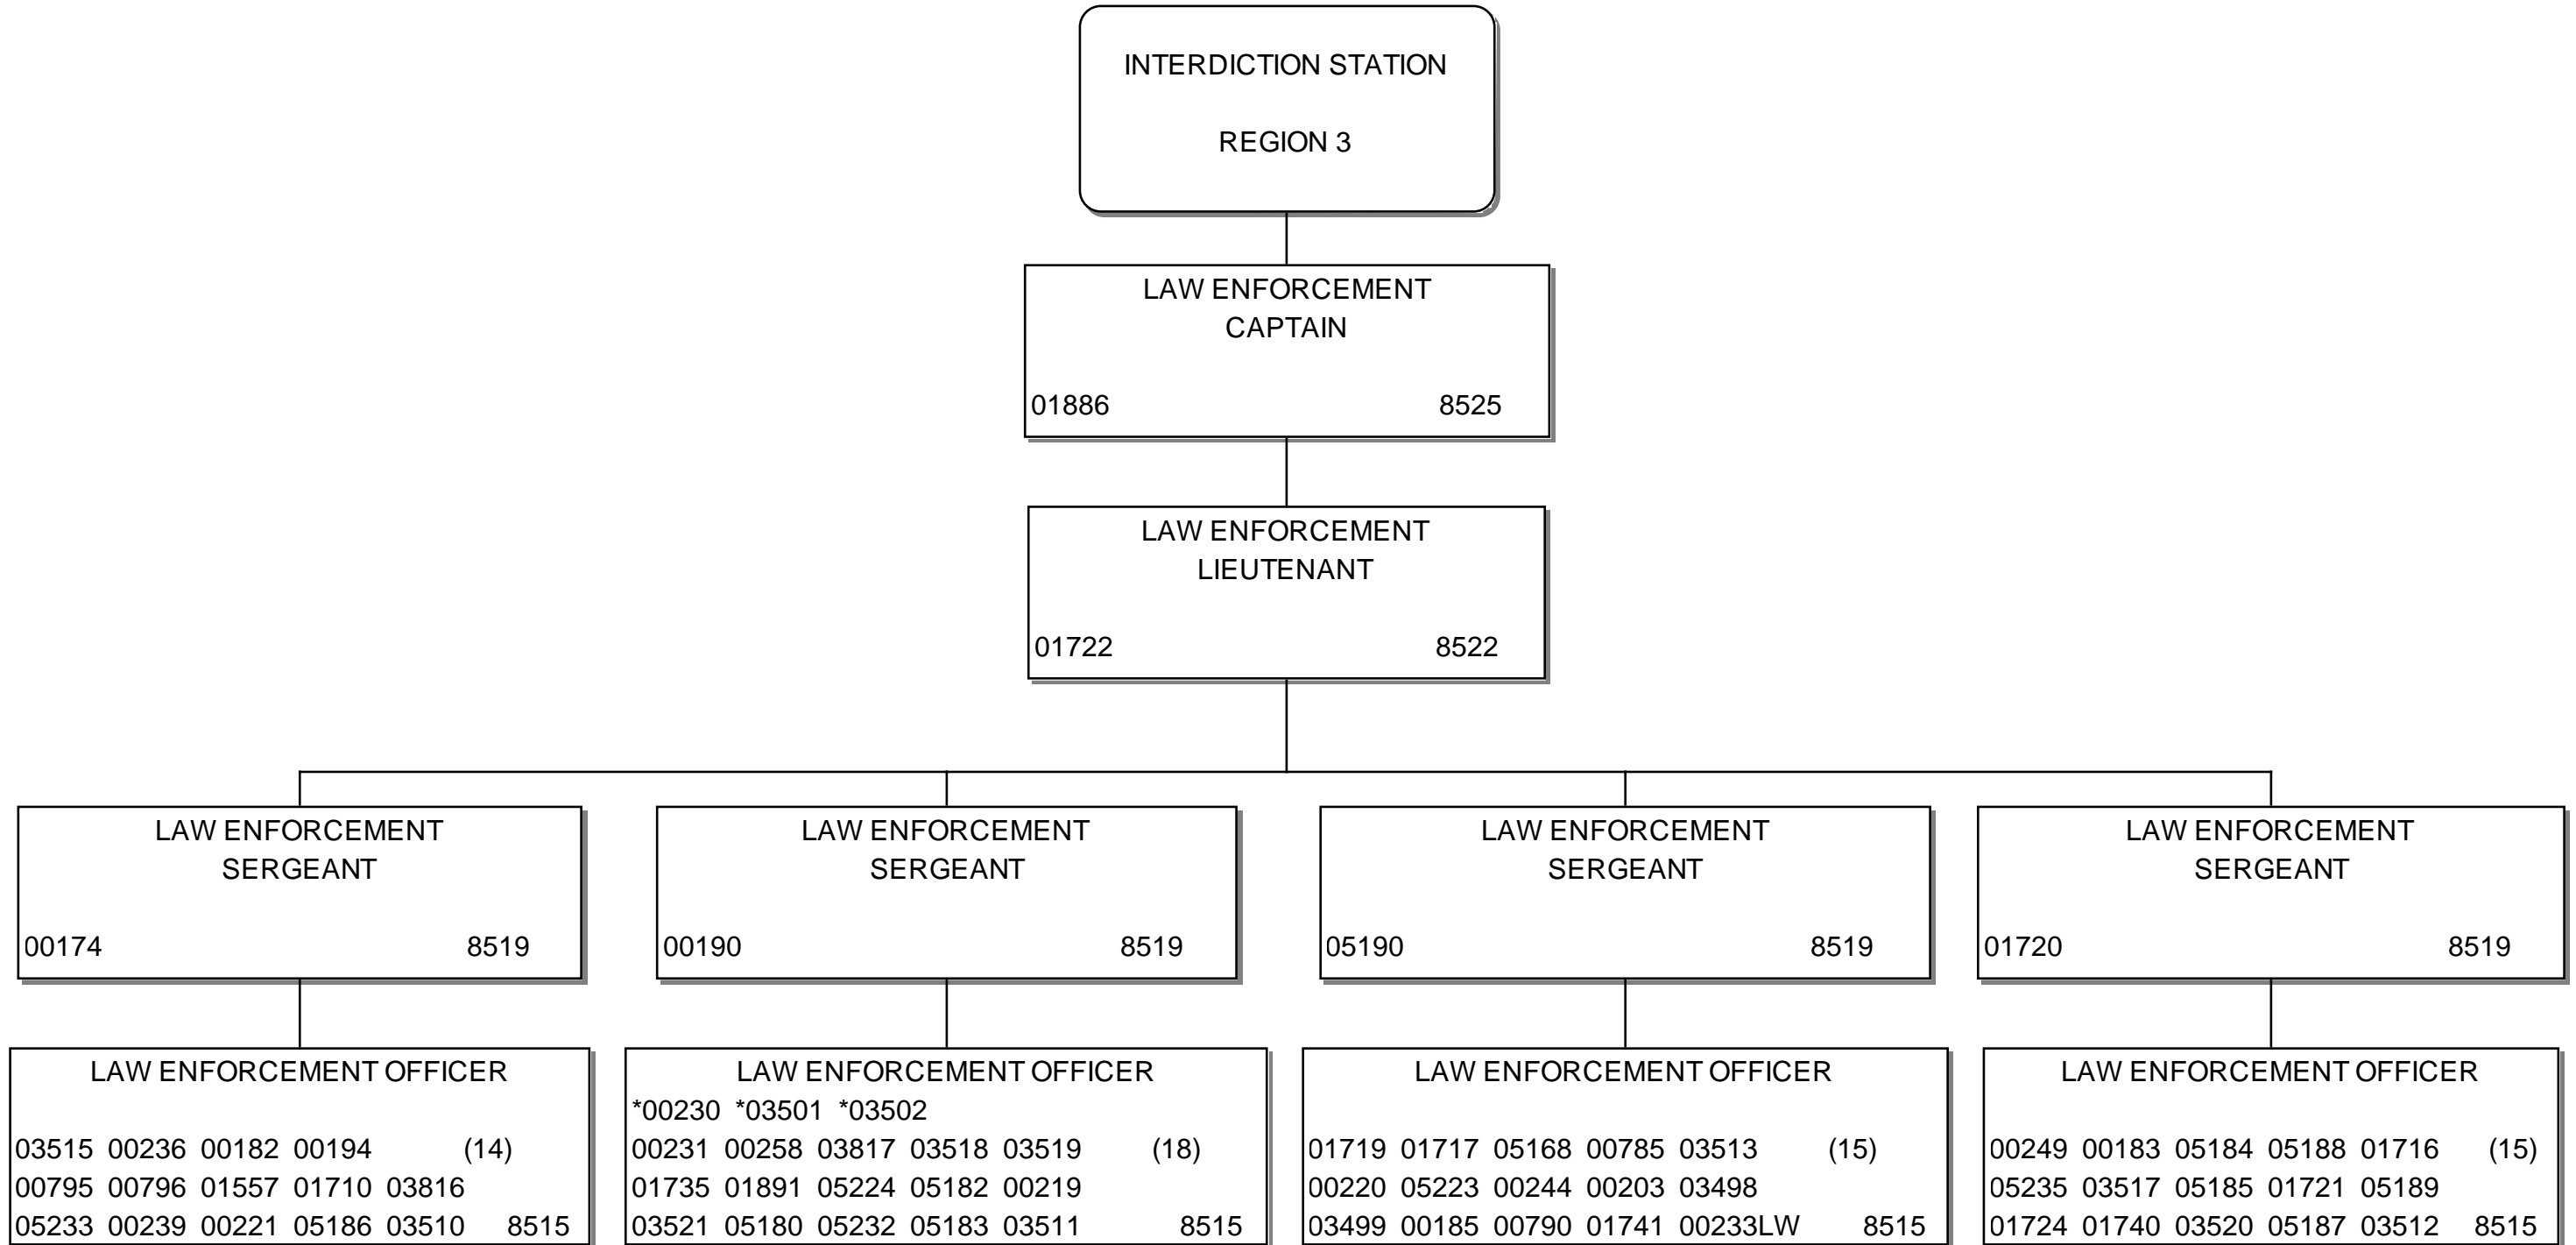 INTERDICTION STATION
REGION 3
LAW ENFORCEMENT
CAPTAIN
01886 8525
LAW ENFORCEMENT
LIEUTENANT
01722 8522
LAW ENFORCEMENT
SERGEANT
00174 8519
LAW ENFORCEMENT
SERGEANT
00190 8519
LAW ENFORCEMENT
SERGEANT
05190 8519
LAW ENFORCEMENT
SERGEANT
01720 8519
LAW ENFORCEMENT OFFICER
03515 00236 00182 00194 (14)
00795 00796 01557 01710 03816
05233 00239 00221 05186 03510 8515
LAW ENFORCEMENT OFFICER
*00230 *03501 *03502
00231 00258 03817 03518 03519 (18)
01735 01891 05224 05182 00219
03521 05180 05232 05183 03511 8515
LAW ENFORCEMENT OFFICER
01719 01717 05168 00785 03513 (15)
00220 05223 00244 00203 03498
03499 00185 00790 01741 00233LW 8515
LAW ENFORCEMENT OFFICER
00249 00183 05184 05188 01716 (15)
05235 03517 05185 01721 05189
01724 01740 03520 05187 03512 8515